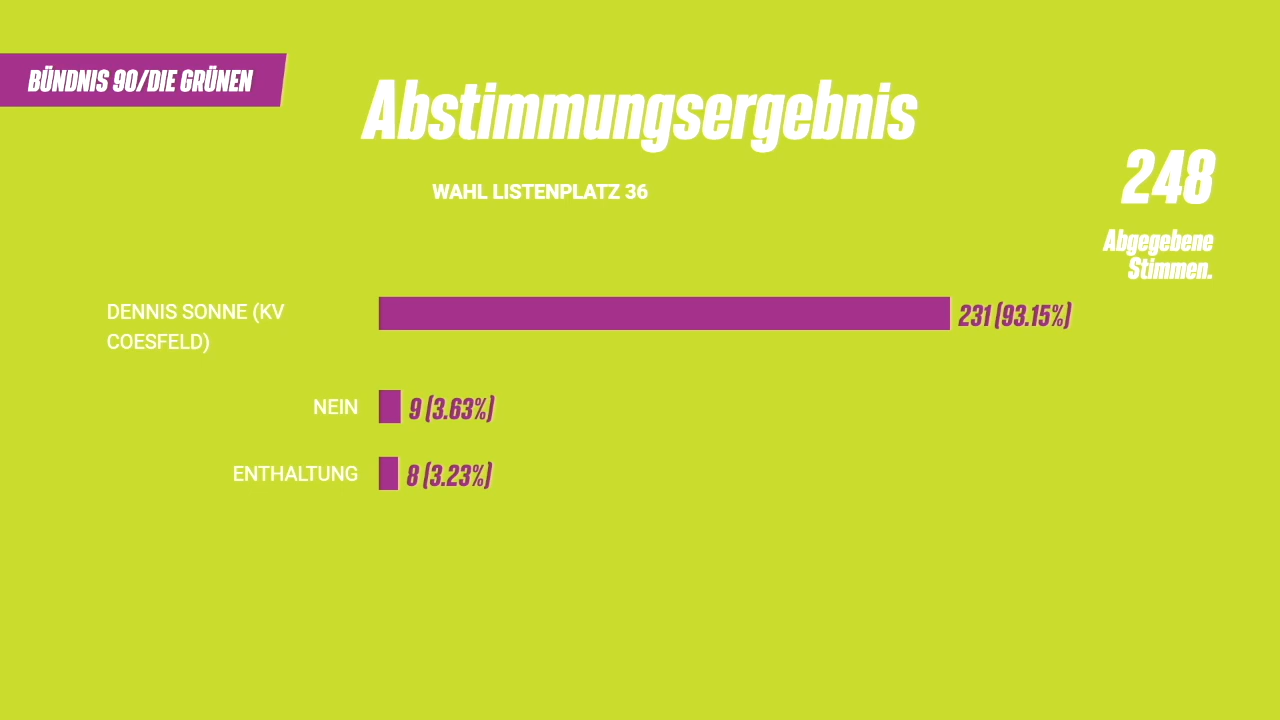 BÜNDNIS 90/DIE GRÜNEN
Abstimmungsergebnis
WAHL LISTENPLATZ 36
248
Abgegebene
Stimmen.
DENNIS SONNE (KV
COESFELD)
231 (93.15%)
NEIN
9 (3.63%)
ENTHALTUNG
8 (3.23%)